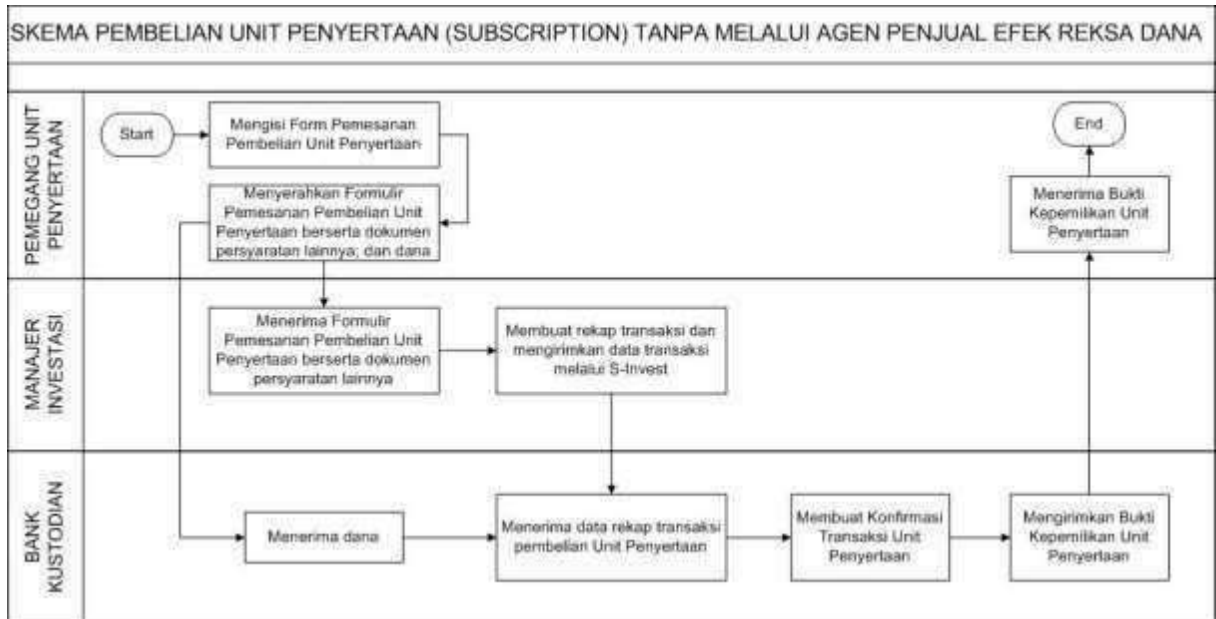 SKEMA PEMBELIAN UNIT PENYERTAAN (SUBSCRIPTION) TANPA MELALUI AGEN PENJUAL EFEK REKSA DANA
PEMEGANG UNIT
PENYERTAAN
Start
Mengisi Form Pemesanan
Pembelian Unit Penyertaan
Menyerahkan Formulir
Pemesanan Pembelian Unit
Penyertaan berserta dokumen
persyaratan lainnya; dan dana
End
Menerima Bukti
Kepemilikan Unit
Penyertaan
MANAJER
INVESTASI
Menerima Formulir
Pemesanan Pembelian Unit
Penyertaan berserta dokumen
persyaratan lainnya
Membuat rekap transaksi dan
mengirimkan data transaksi
melalui S-Invest
BANK
KUSTODIAN
Menerima dana
Menerima data rekap transaksi
pembelian Unit Penyertaan
Membuat Konfirmasi
Transaksi Unit
Penyertaan
Mengirimkan Bukti
Kepemilikan Unit
Penyertaan